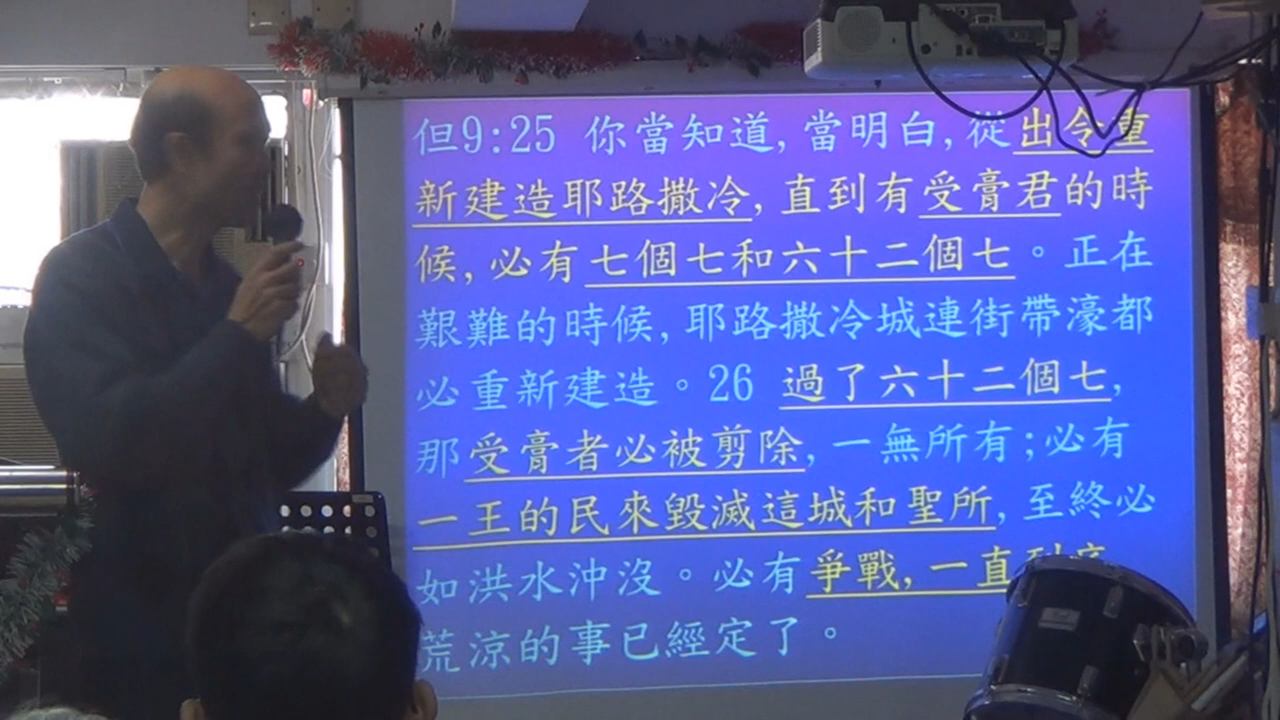 但9:25 你當知道,當明白,從出令重
新建造耶路撒冷,直到有受膏君的時
候,必有七個七和六十二個七。正在
艱難的時候,耶路撒冷城連街帶濠都
必重新建造。26 過了六十二個七,
那受膏者必被剪除,一無所有;必有
一王的民來毀滅這城和聖所,至終必
如洪水沖沒。必有爭戰,一直到
荒涼的事已經定了。